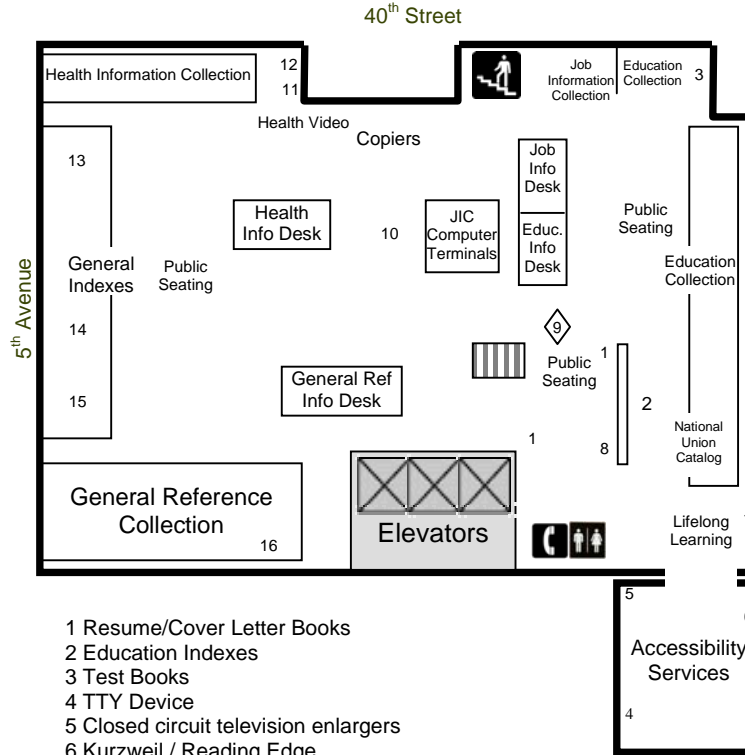 40th Street
Health Information Collection
12
11
Job
Information
Collection
Education
Collection
3
Health Video
Copiers
13
Job
Info
Desk
Health
Info Desk
10
JIC
Computer
Terminals
Educ.
Info
Desk
Public
Seating
5th Avenue
General
Indexes
Public
Seating
Education
Collection
14
9
Public
Seating
1
15
General Ref
Info Desk
2
1
8
National
Union
Catalog
General Reference
Collection
16
Elevators
Lifelong
Learning
1 Resume/Cover Letter Books
2 Education Indexes
3 Test Books
4 TTY Device
5 Closed circuit television enlargers
6 Kurzweil / Reading Edge
5
Accessibility
Services
4